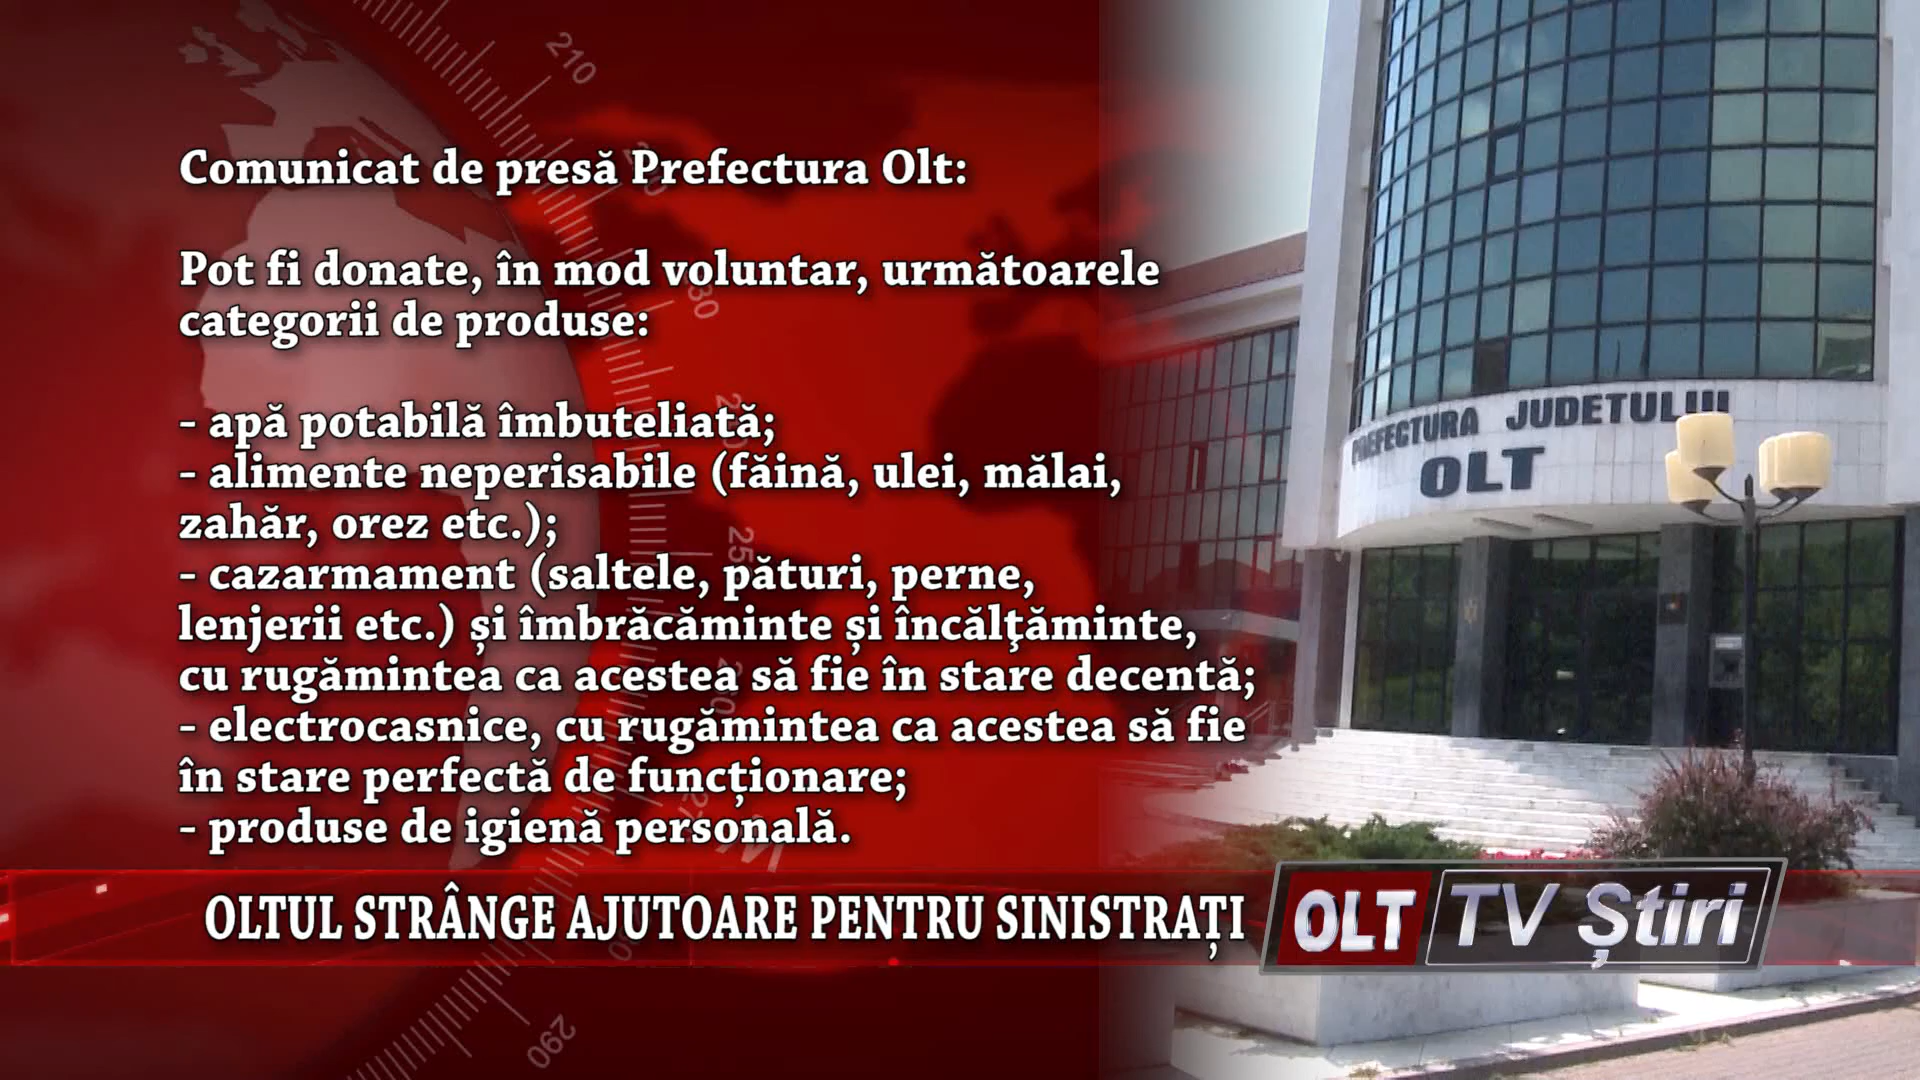 Comunicat de presă Prefectura Olt:
Pot fi donate, în mod voluntar, următoarele
categorii de produse:
- apă potabilă îmbuteliată;
- alimente neperisabile (făină, ulei, mălai,
zahăr, orez etc.);
- cazarmament (saltele, pături, perne,
lenjerii etc.) și îmbrăcăminte și încălţăminte,
cu rugămintea ca acestea să fie în stare decentă;
- electrocasnice, cu rugămintea ca acestea să fie
în stare perfectă de funcționare;
- produse de igienă personală.
PREFECTURA JUDETULUI
OLT
OLTUL STRÂNGE AJUTOARE PENTRU SINISTRAȚI
OLT TV Știri
210
290